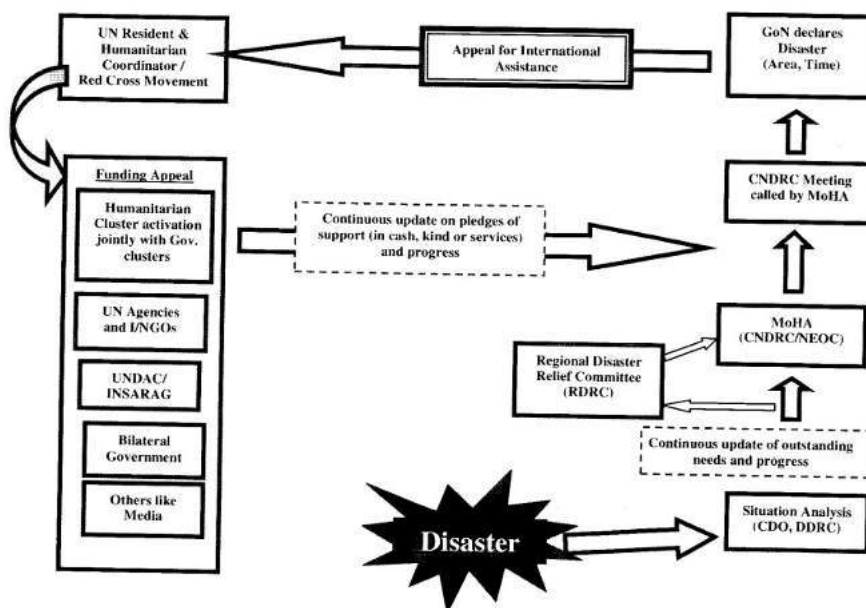 UN Resident &
Humanitarian
Coordinator /
Red Cross Movement
Appeal for International
Assistance
GoN declares
Disaster
(Area, Time)
Funding Appeal
Humanitarian
Cluster activation
jointly with Gov.
clusters
UN Agencies
and I/NGOs
UNDAC/
INSARAG
Bilateral
Government
Others like
Media
Continuous update on pledges of
support (in cash, kind or services)
and progress
CNDRC Meeting
called by MoHA
MoHA
(CNDRC/NEOC)
Regional Disaster
Relief Committee
(RDRC)
Continuous update of outstanding
needs and progress
Disaster
Situation Analysis
(CDO, DDRC)